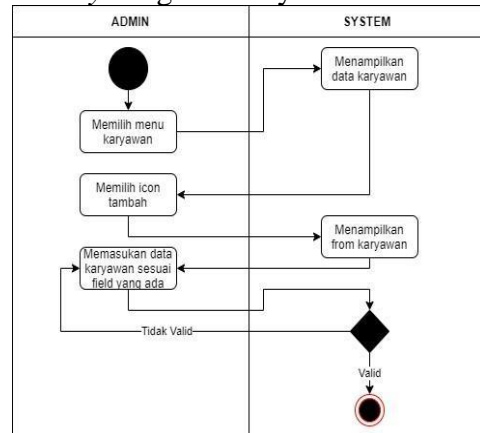 ADMIN
SYSTEM
Menampilkan
data karyawan
Memilih menu
karyawan
Memilih icon
tambah
Menampilkan
from karyawan
Memasukan data
karyawan sesuai
field yang ada
Tidak Valid
Valid